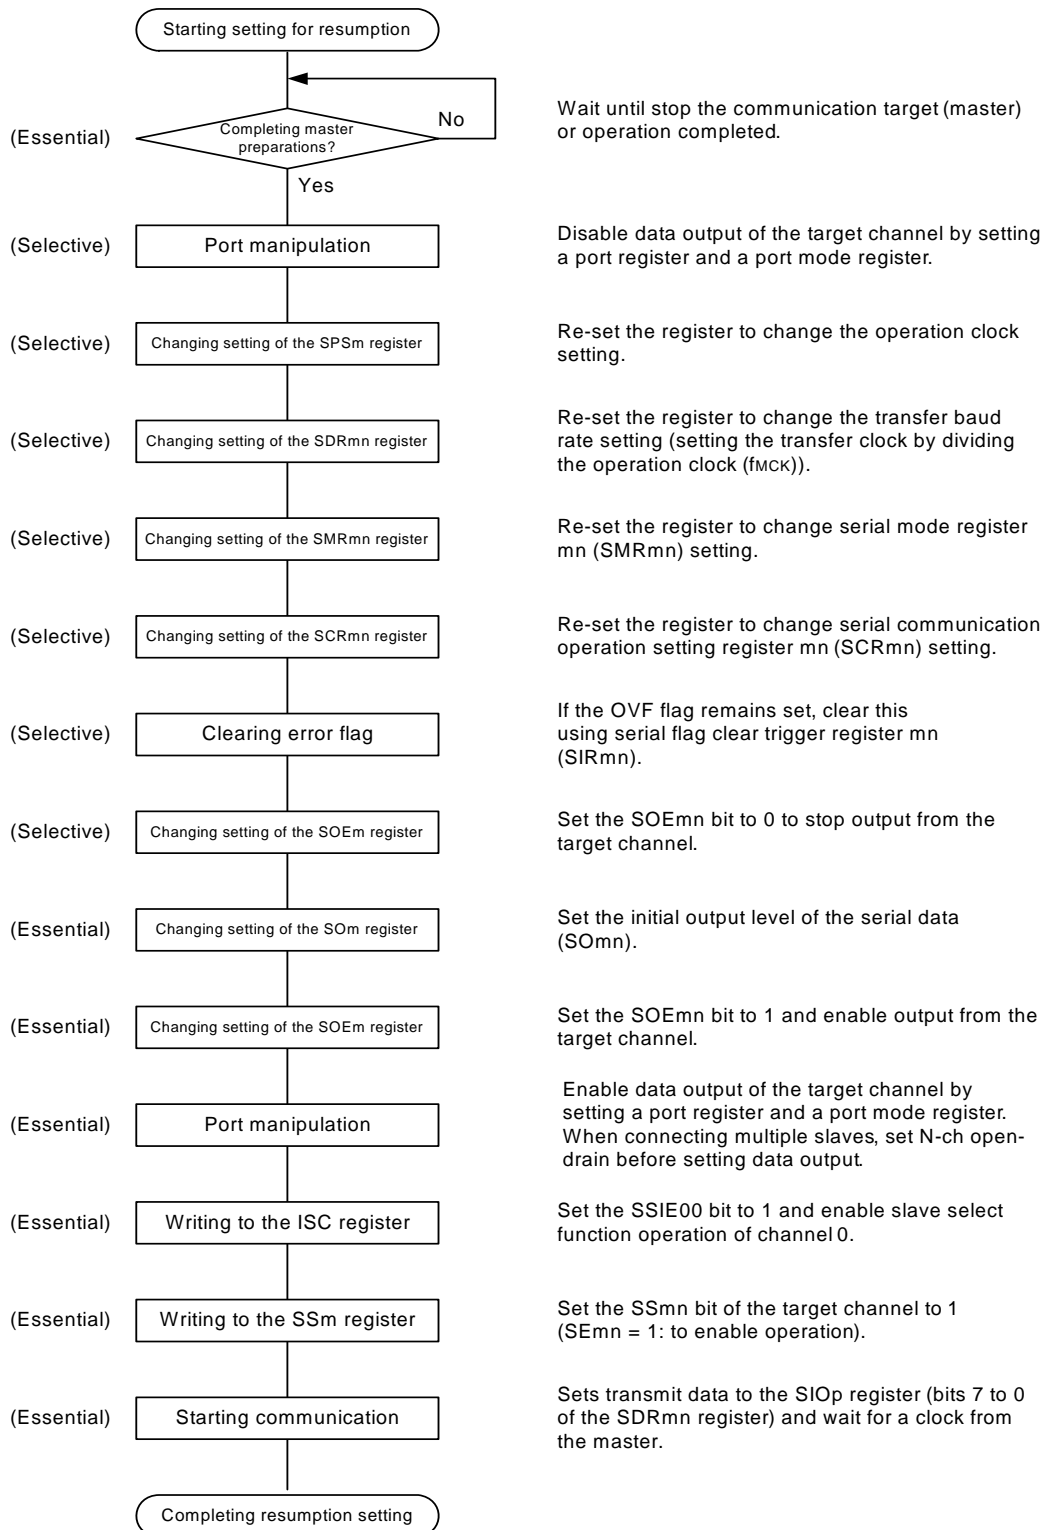 Starting setting for resumption
(Essential)
Completing master
preparations?
No
Wait until stop the communication target (master)
or operation completed.
Yes
(Selective)
Port manipulation
Disable data output of the target channel by setting
a port register and a port mode register.
(Selective)
Changing setting of the SPSm register
Re-set the register to change the operation clock
setting.
(Selective)
Changing setting of the SDRmn register
Re-set the register to change the transfer baud
rate setting (setting the transfer clock by dividing
the operation clock (fMCK)).
(Selective)
Changing setting of the SMRmn register
Re-set the register to change serial mode register
mn (SMRmn) setting.
(Selective)
Changing setting of the SCRmn register
Re-set the register to change serial communication
operation setting register mn (SCRmn) setting.
(Selective)
Clearing error flag
If the OVF flag remains set, clear this
using serial flag clear trigger register mn
(SIRmn).
(Selective)
Changing setting of the SOEm register
Set the SOEmn bit to 0 to stop output from the
target channel.
(Essential)
Changing setting of the SOm register
Set the initial output level of the serial data
(SOmn).
(Essential)
Changing setting of the SOEm register
Set the SOEmn bit to 1 and enable output from the
target channel.
(Essential)
Port manipulation
Enable data output of the target channel by
setting a port register and a port mode register.
When connecting multiple slaves, set N-ch open-
drain before setting data output.
(Essential)
Writing to the ISC register
Set the SSIE00 bit to 1 and enable slave select
function operation of channel 0.
(Essential)
Writing to the SSm register
Set the SSmn bit of the target channel to 1
(SEmn = 1: to enable operation).
(Essential)
Starting communication
Sets transmit data to the SIOp register (bits 7 to 0
of the SDRmn register) and wait for a clock from
the master.
Completing resumption setting